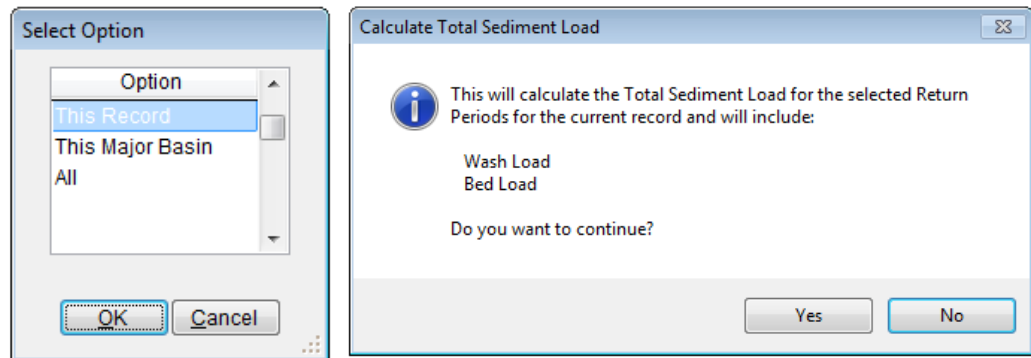 Select Option
Option
This Record
This Major Basin
All
OK
Cancel
Calculate Total Sediment Load
This will calculate the Total Sediment Load for the selected Return
Periods for the current record and will include:
Wash Load
Bed Load
Do you want to continue?
Yes
No